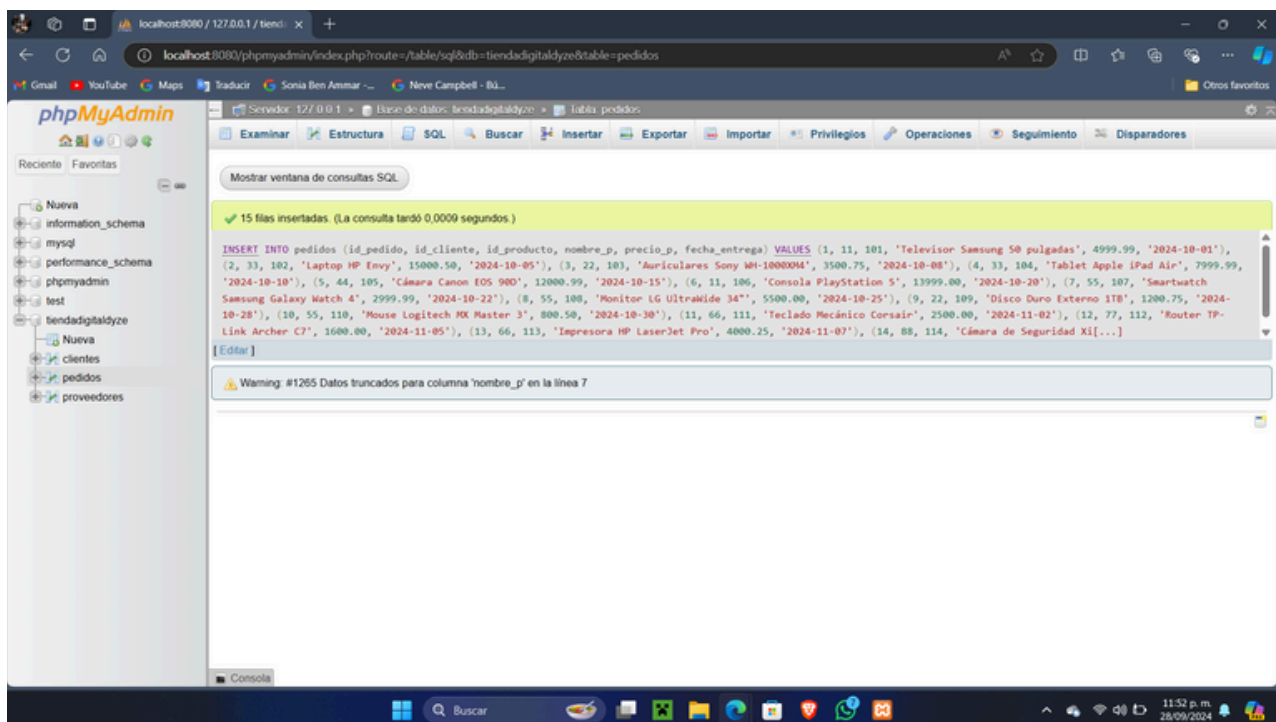 localhost:8080 / 127.0.0.1 / tiend
localhost:8080/phpmyadmin/index.php?route=/table/sql&db=tiendadigitaldyze&table=pedidos
Gmail YouTube Maps Traducir Sonia Ben Ammar -... Neve Campbell - Bú... Otros favoritos
phpMyAdmin
Reciente Favoritas
Nueva
information_schema
mysql
performance_schema
phpmyadmin
test
tiendadigitaldyze
Nueva
clientes
pedidos
proveedores
Servidor: 127.0.0.1 » Base de datos: tiendadigitaldyze » Tabla: pedidos
Examinar Estructura SQL Buscar Insertar Exportar Importar Privilegios Operaciones Seguimiento Disparadores
Mostrar ventana de consultas SQL
15 filas insertadas. (La consulta tardó 0,0009 segundos.)
INSERT INTO pedidos (id_pedido, id_cliente, id_producto, nombre_p, precio_p, fecha_entrega) VALUES (1, 11, 101, 'Televisor Samsung 50 pulgadas', 4999.99, '2024-10-01'),
(2, 33, 102, 'Laptop HP Envy', 15000.50, '2024-10-05'), (3, 22, 103, 'Auriculares Sony WH-1000XM4', 3500.75, '2024-10-08'), (4, 33, 104, 'Tablet Apple iPad Air', 7999.99,
'2024-10-10'), (5, 44, 105, 'Cámara Canon EOS 90D', 12000.99, '2024-10-15'), (6, 11, 106, 'Consola PlayStation 5', 13999.00, '2024-10-20'), (7, 55, 107, 'Smartwatch
Samsung Galaxy Watch 4', 2999.99, '2024-10-22'), (8, 55, 108, 'Monitor LG UltraWide 34"', 5500.00, '2024-10-25'), (9, 22, 109, 'Disco Duro Externo 1TB', 1200.75, '2024-
10-28'), (10, 55, 110, 'Mouse Logitech MX Master 3', 800.50, '2024-10-30'), (11, 66, 111, 'Teclado Mecánico Corsair', 2500.00, '2024-11-02'), (12, 77, 112, 'Router TP-
Link Archer C7', 1600.00, '2024-11-05'), (13, 66, 113, 'Impresora HP LaserJet Pro', 4000.25, '2024-11-07'), (14, 88, 114, 'Cámara de Seguridad Xi[...]
[ Editar ]
Warning: #1265 Datos truncados para columna 'nombre_p' en la línea 7
Consola
Buscar
11:52 p. m.
28/09/2024